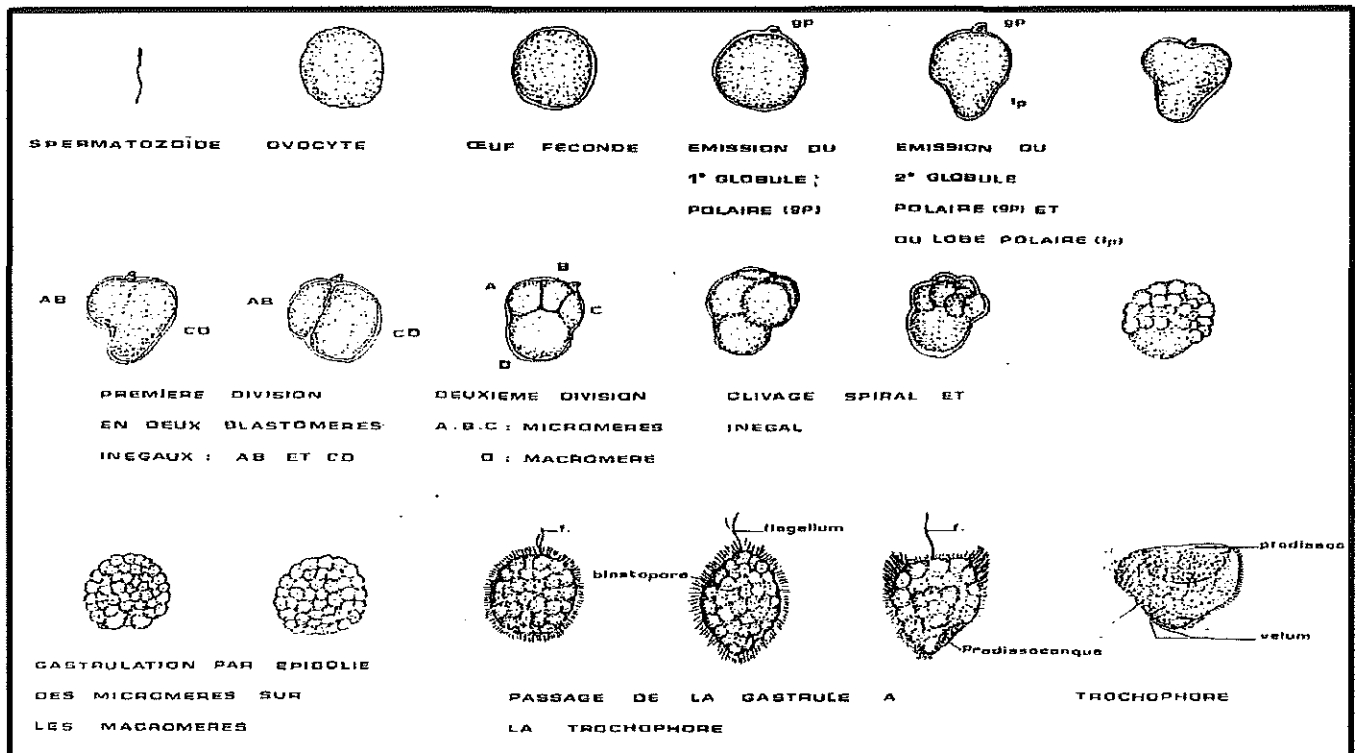 gp
gp
lp
SPERMATOZOÏDE
OVOCYTE
ŒUF FECONDE
EMISSION DU
1° GLOBULE ;
POLAIRE (gp)
EMISSION DU
2° GLOBULE
POLAIRE (gp) ET
DU LOBE POLAIRE (lp)
AB
CD
AB
CD
A
B
C
D
PREMIERE DIVISION
EN DEUX BLASTOMERES
INEGAUX : AB ET CD
DEUXIEME DIVISION
A.B.C : MICROMERES
D : MACROMERE
CLIVAGE SPIRAL ET
INEGAL
f.
blastopore
flagellum
f.
Prodissoconque
prodisso
velum
GASTRULATION PAR EPIBOLIE
DES MICROMERES SUR
LES MACROMERES
PASSAGE DE LA GASTRULE A
LA TROCHOPHORE
TROCHOPHORE